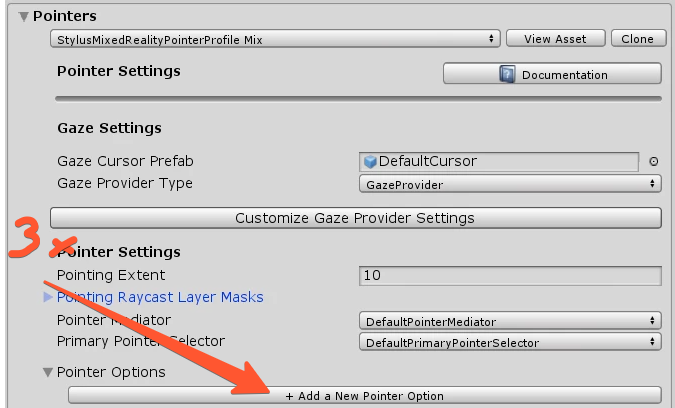 Pointers
StylusMixedRealityPointerProfile Mix View Asset Clone
Pointer Settings Documentation
Gaze Settings
Gaze Cursor Prefab DefaultCursor
Gaze Provider Type GazeProvider
Customize Gaze Provider Settings
3x
Pointer Settings
Pointing Extent 10
Pointing Raycast Layer Masks
Pointer Mediator DefaultPointerMediator
Primary Pointer Selector DefaultPrimaryPointerSelector
Pointer Options
+ Add a New Pointer Option